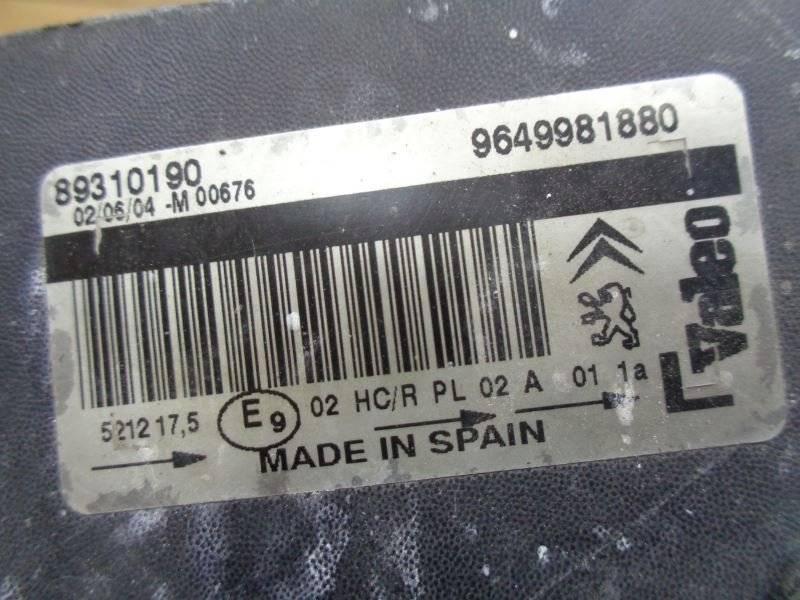 89310190 9649981880
02/06/04 -M 00676
Valeo
5212 17,5 E9 02 HC/R PL 02 A 01 1a
MADE IN SPAIN